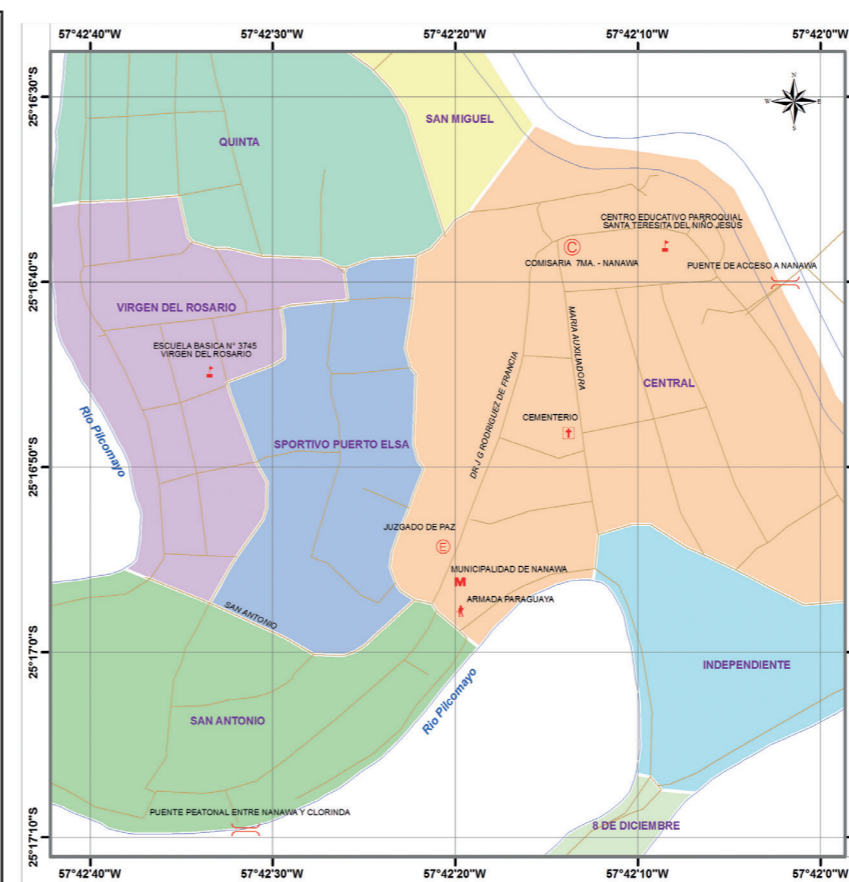 57°42'40"W
57°42'30"W
57°42'20"W
57°42'10"W
57°42'0"W
25°16'30"S
25°16'40"S
25°16'50"S
25°17'0"S
25°17'10"S
N
W
E
S
QUINTA
SAN MIGUEL
CENTRO EDUCATIVO PARROQUIAL
SANTA TERESITA DEL NIÑO JESÚS
C
COMISARIA 7MA. - NANAWA
PUENTE DE ACCESO A NANAWA
VIRGEN DEL ROSARIO
ESCUELA BASICA N° 3745
VIRGEN DEL ROSARIO
MARIA AUXILIADORA
DR J G RODRIGUEZ DE FRANCIA
CENTRAL
CEMENTERIO
Río Pilcomayo
SPORTIVO PUERTO ELSA
JUZGADO DE PAZ
E
MUNICIPALIDAD DE NANAWA
M
ARMADA PARAGUAYA
SAN ANTONIO
INDEPENDIENTE
Río Pilcomayo
SAN ANTONIO
PUENTE PEATONAL ENTRE NANAWA Y CLORINDA
8 DE DICIEMBRE
57°42'40"W
57°42'30"W
57°42'20"W
57°42'10"W
57°42'0"W